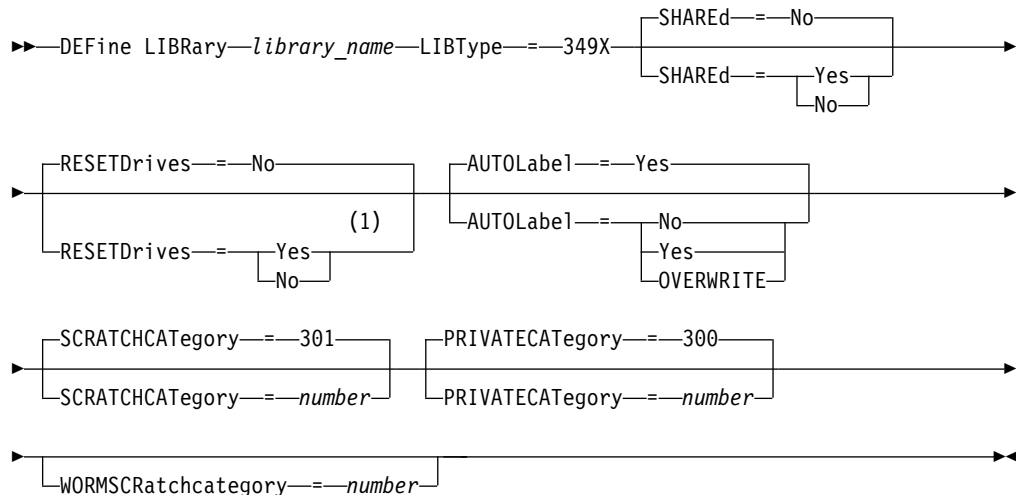 SHAREd = No
DEFine LIBRary library_name LIBType = 349X
SHAREd = Yes
No
RESETDrives = No
AUTOLabel = Yes
(1)
RESETDrives = Yes
No
AUTOLabel = No
Yes
OVERWRITE
SCRATCHCATegory = 301
PRIVATECATegory = 300
SCRATCHCATegory = number
PRIVATECATegory = number
WORMSCRatchcategory = number